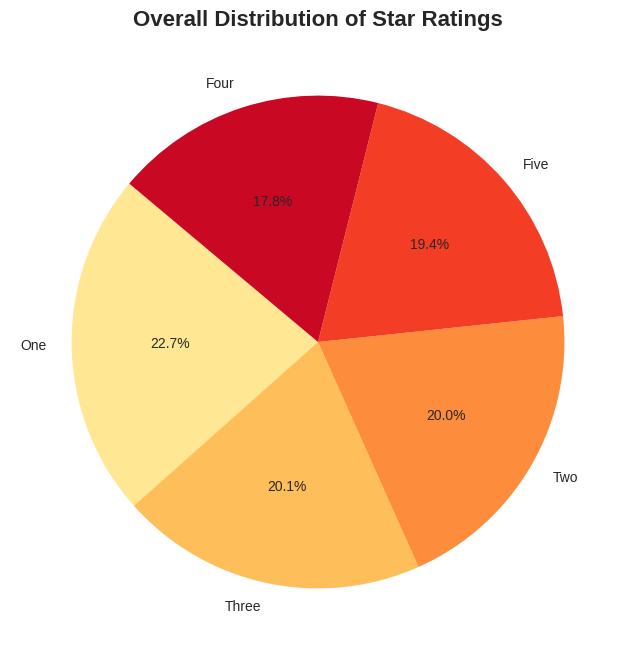 Overall Distribution of Star Ratings
Four
Five
17.8%
19.4%
One
22.7%
20.0%
Two
20.1%
Three